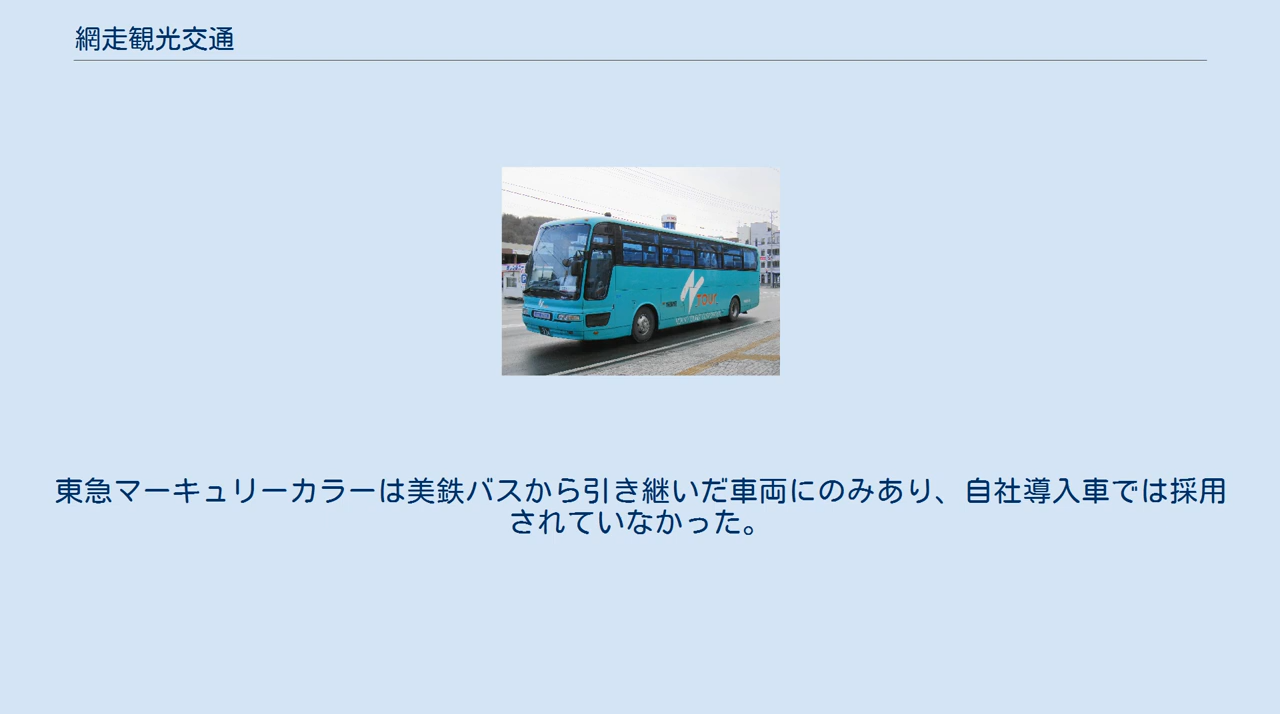 網走観光交通
N
TOUR
東急マーキュリーカラーは美鉄バスから引き継いだ車両にのみあり、自社導入車では採用
されていなかった。